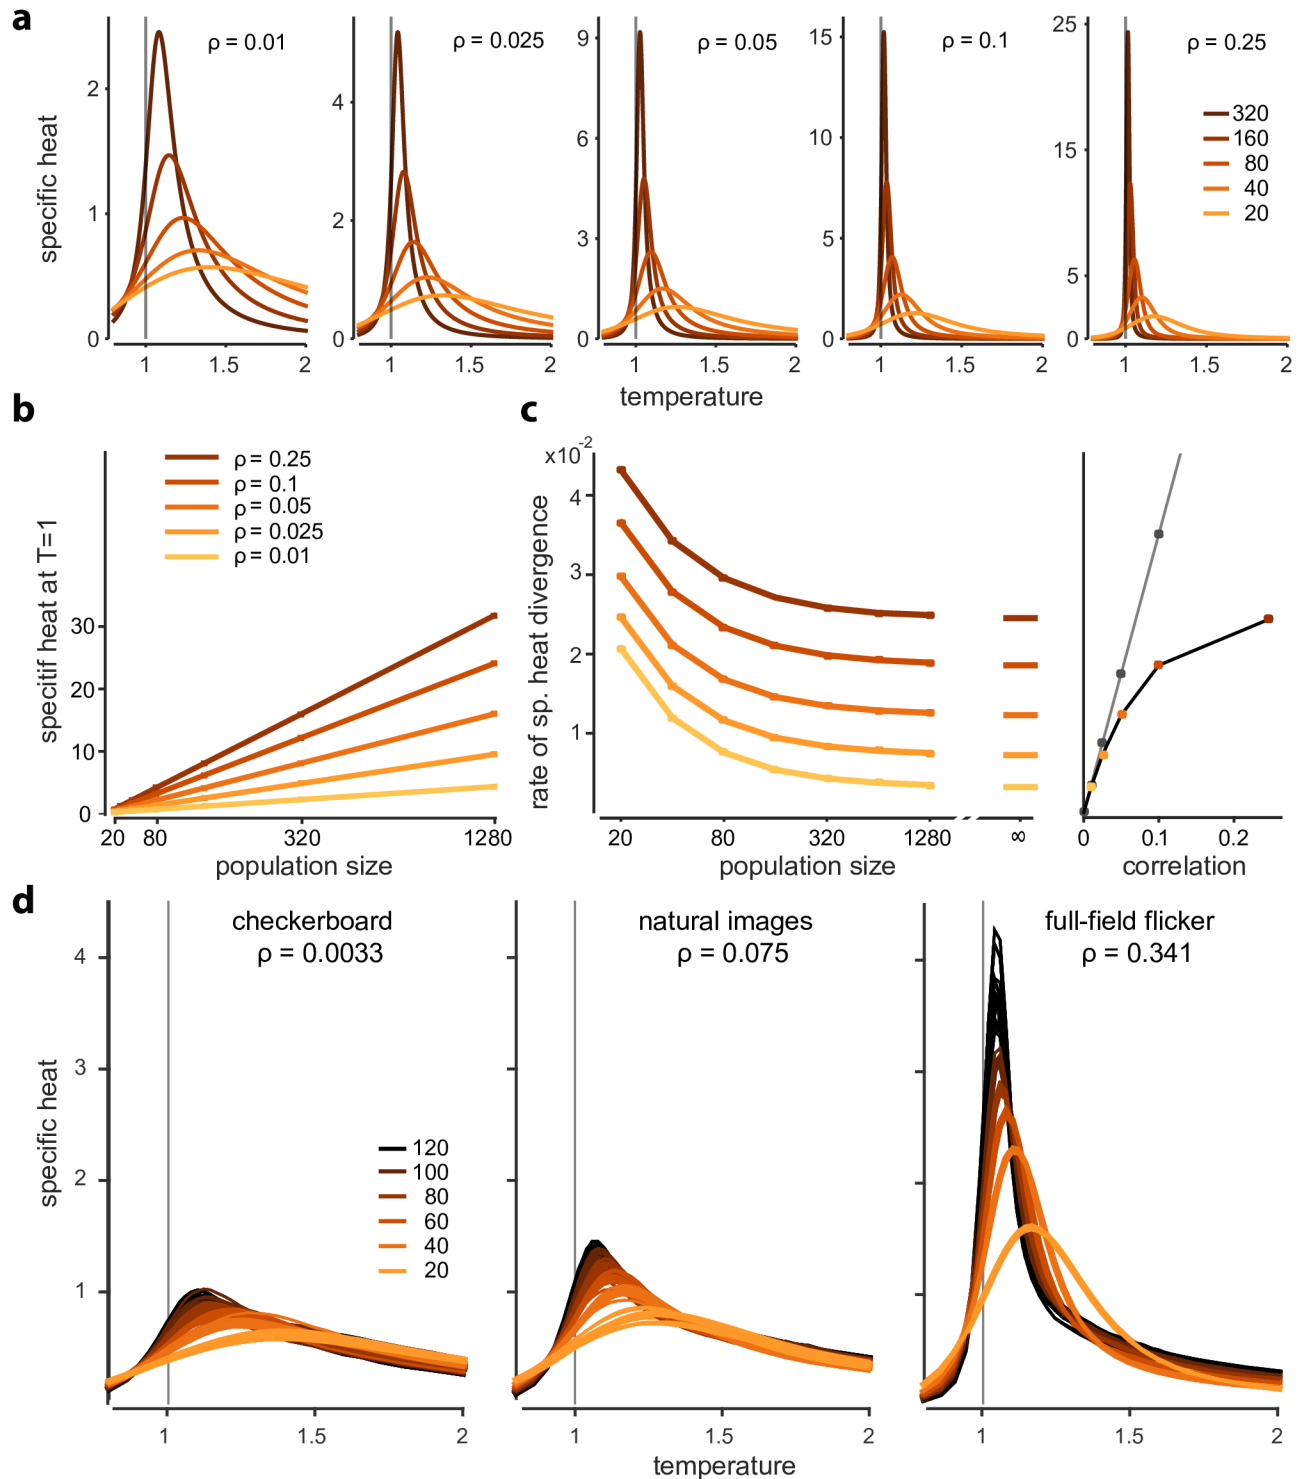 a
ρ = 0.01
ρ = 0.025
ρ = 0.05
ρ = 0.1
ρ = 0.25
specific heat
2
1
0
4
2
0
9
6
3
0
15
10
5
0
25
15
5
0
320
160
80
40
20
1 1.5 2
1 1.5 2
1 1.5 2
1 1.5 2
1 1.5 2
temperature
b
ρ = 0.25
ρ = 0.1
ρ = 0.05
ρ = 0.025
ρ = 0.01
specitif heat at T=1
30
20
10
0
20 80 320 1280
population size
c
x10-2
rate of sp. heat divergence
4
3
2
1
20 80 320 1280 ∞
population size
0 0.1 0.2
correlation
d
checkerboard
ρ = 0.0033
natural images
ρ = 0.075
full-field flicker
ρ = 0.341
specific heat
4
3
2
1
120
100
80
60
40
20
1 1.5 2
1 1.5 2
1 1.5 2
temperature